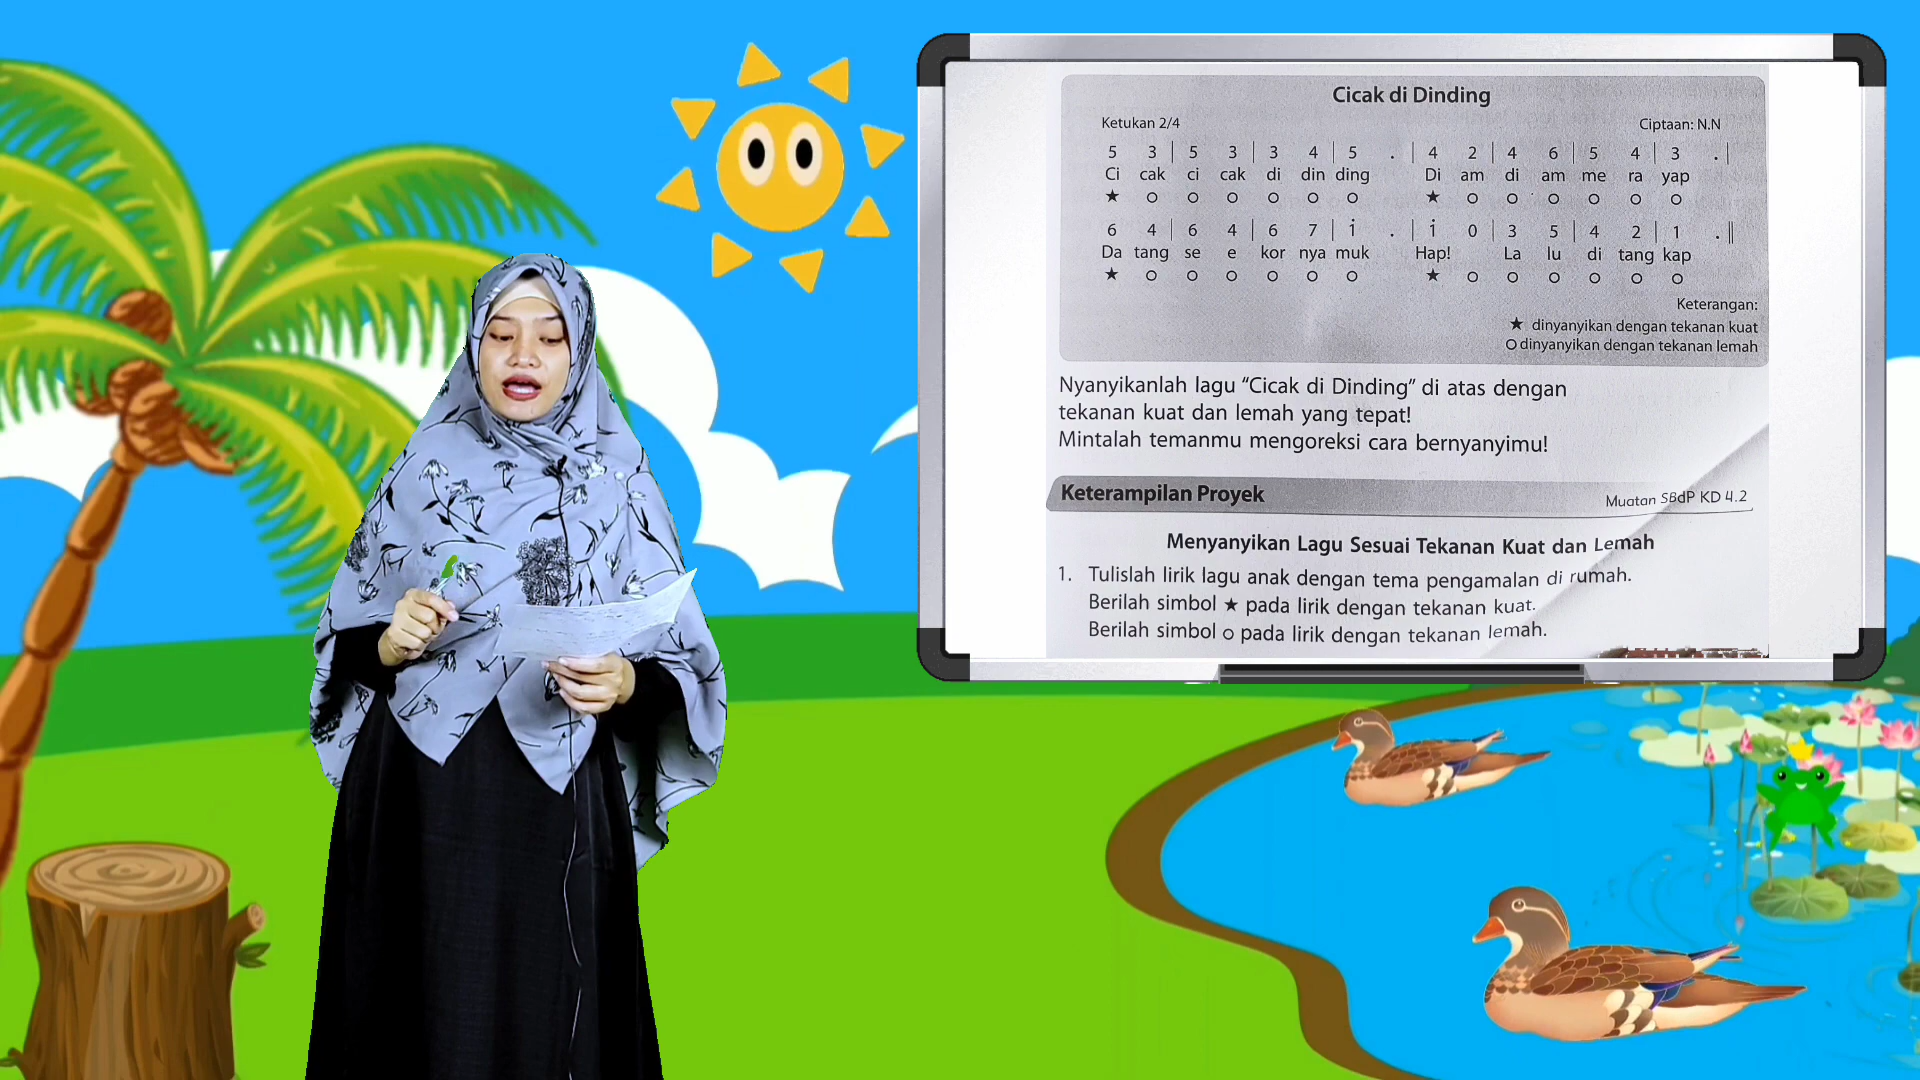 Cicak di Dinding
Ketukan 2/4 Ciptaan: N.N
5 3 | 5 3 | 3 4 | 5 . | 4 2 | 4 6 | 5 4 | 3 . |
Ci cak ci cak di din ding Di am di am me ra yap
★ ○ ○ ○ ○ ○ ○ ★ ○ ○ ○ ○ ○ ○
6 4 | 6 4 | 6 7 | i . | i 0 | 3 5 | 4 2 | 1 . ||
Da tang se e kor nya muk Hap! La lu di tang kap
★ ○ ○ ○ ○ ○ ○ ★ ○ ○ ○ ○ ○ ○
Keterangan:
★ dinyanyikan dengan tekanan kuat
○ dinyanyikan dengan tekanan lemah
Nyanyikanlah lagu “Cicak di Dinding” di atas dengan
tekanan kuat dan lemah yang tepat!
Mintalah temanmu mengoreksi cara bernyanyimu!
Keterampilan Proyek Muatan SBdP KD 4.2
Menyanyikan Lagu Sesuai Tekanan Kuat dan Lemah
1. Tulislah lirik lagu anak dengan tema pengamalan di rumah.
Berilah simbol ★ pada lirik dengan tekanan kuat.
Berilah simbol ○ pada lirik dengan tekanan lemah.